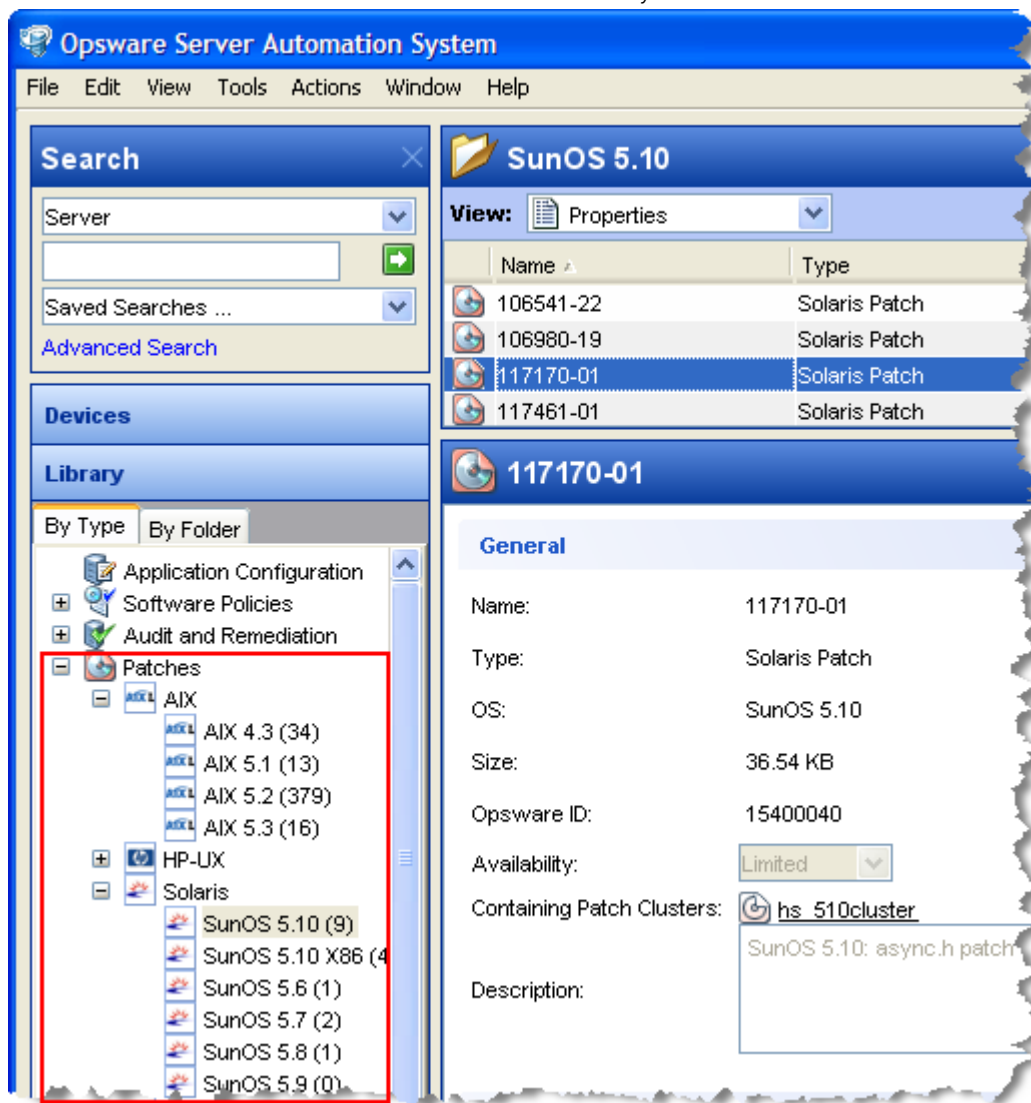 Opsware Server Automation System
File Edit View Tools Actions Window Help
Search
Server
Saved Searches ...
Advanced Search
Devices
Library
By Type By Folder
Application Configuration
Software Policies
Audit and Remediation
Patches
AIX
AIX 4.3 (34)
AIX 5.1 (13)
AIX 5.2 (379)
AIX 5.3 (16)
HP-UX
Solaris
SunOS 5.10 (9)
SunOS 5.10 X86 (4
SunOS 5.6 (1)
SunOS 5.7 (2)
SunOS 5.8 (1)
SunOS 5.9 (0)
SunOS 5.10
View: Properties
Name Type
106541-22 Solaris Patch
106980-19 Solaris Patch
117170-01 Solaris Patch
117461-01 Solaris Patch
117170-01
General
Name: 117170-01
Type: Solaris Patch
OS: SunOS 5.10
Size: 36.54 KB
Opsware ID: 15400040
Availability: Limited
Containing Patch Clusters: hs_510cluster
Description: SunOS 5.10: async.h patch